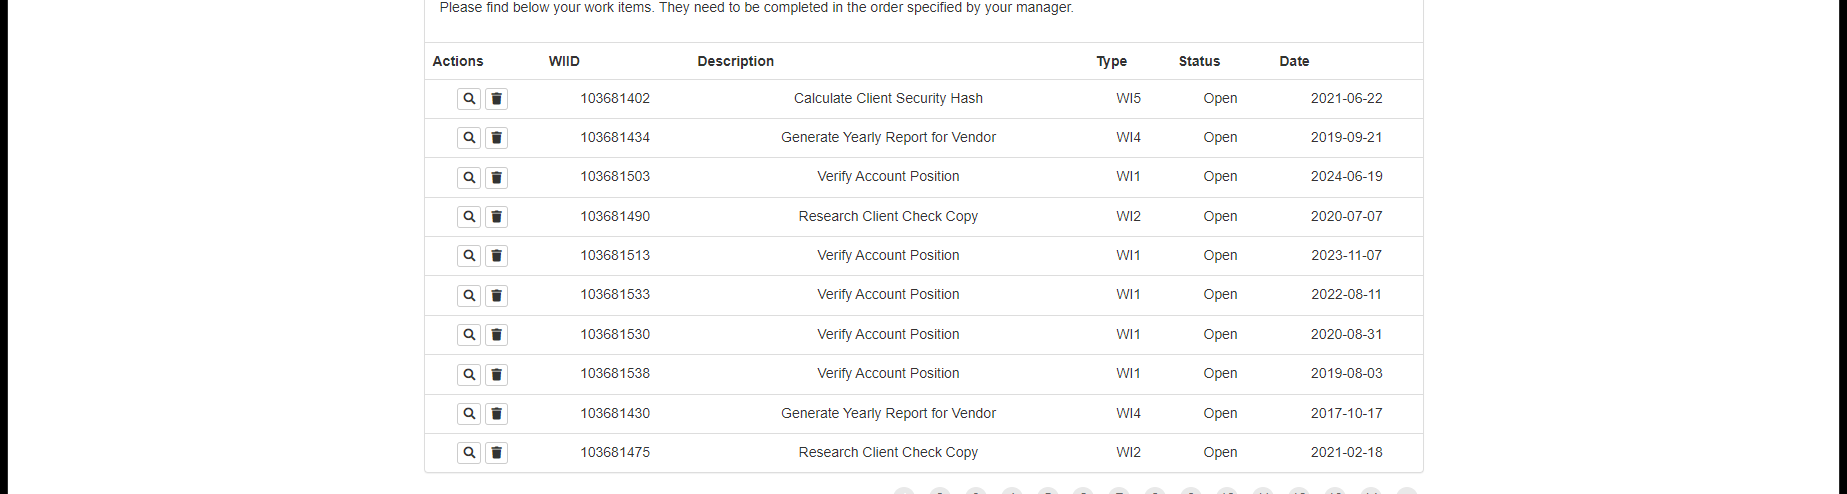 Please find below your work items. They need to be completed in the order specified by your manager.
Actions WIID Description Type Status Date
103681402 Calculate Client Security Hash WI5 Open 2021-06-22
103681434 Generate Yearly Report for Vendor WI4 Open 2019-09-21
103681503 Verify Account Position WI1 Open 2024-06-19
103681490 Research Client Check Copy WI2 Open 2020-07-07
103681513 Verify Account Position WI1 Open 2023-11-07
103681533 Verify Account Position WI1 Open 2022-08-11
103681530 Verify Account Position WI1 Open 2020-08-31
103681538 Verify Account Position WI1 Open 2019-08-03
103681430 Generate Yearly Report for Vendor WI4 Open 2017-10-17
103681475 Research Client Check Copy WI2 Open 2021-02-18